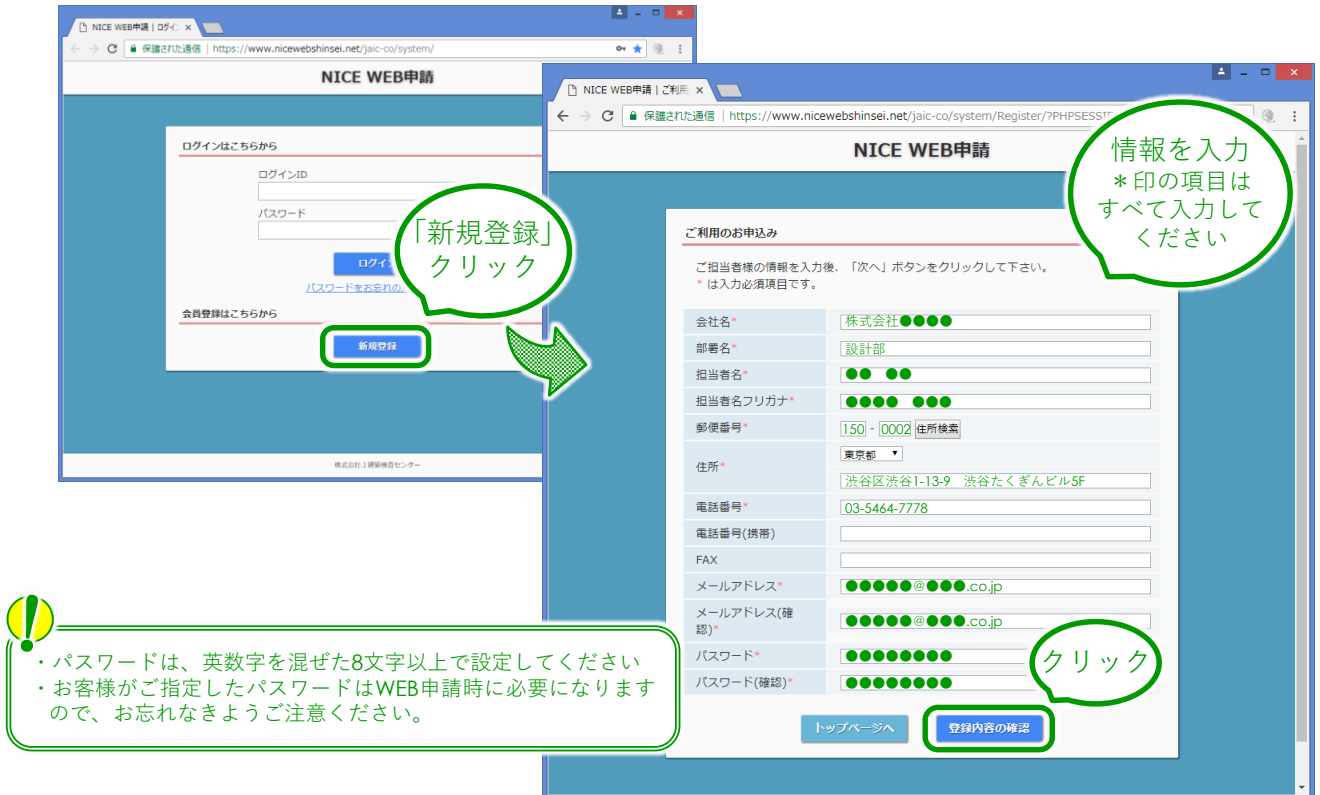 NICE WEB申請 | ログイン
保護された通信 | https://www.nicewebshinsei.net/jaic-co/system/
NICE WEB申請
ログインはこちらから
ログインID
パスワード
ログイ
パスワードをお忘れの
会員登録はこちらから
新規登録
株式会社J建築検査センター
「新規登録」
クリック
NICE WEB申請 | ご利用
保護された通信 | https://www.nicewebshinsei.net/jaic-co/system/Register/?PHPSESSI
NICE WEB申請
情報を入力
＊印の項目は
すべて入力して
ください
ご利用のお申込み
ご担当者様の情報を入力後、「次へ」ボタンをクリックして下さい。
* は入力必須項目です。
会社名* 株式会社●●●●
部署名* 設計部
担当者名* ●● ●●
担当者名フリガナ* ●●●● ●●●
郵便番号* 150 - 0002 住所検索
住所* 東京都
渋谷区渋谷1-13-9 渋谷たくぎんビル5F
電話番号* 03-5464-7778
電話番号(携帯)
FAX
メールアドレス* ●●●●●@●●●.co.jp
メールアドレス(確
認)* ●●●●●@●●●.co.jp
パスワード* ●●●●●●●●
パスワード(確認)* ●●●●●●●●
クリック
トップページへ 登録内容の確認
・パスワードは、英数字を混ぜた8文字以上で設定してください
・お客様がご指定したパスワードはWEB申請時に必要になります
ので、お忘れなきようご注意ください。